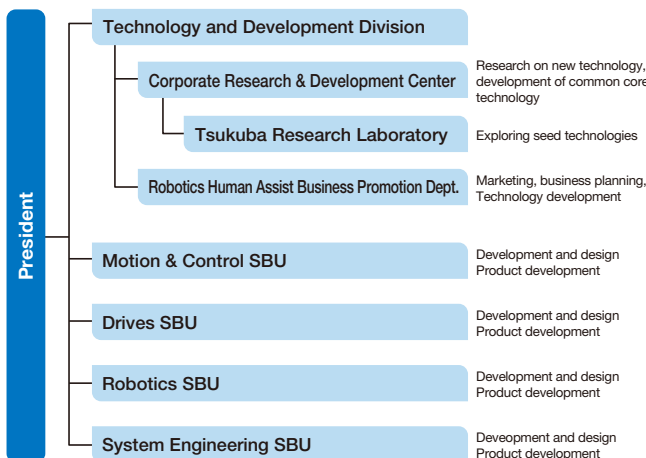 President
Technology and Development Division
Corporate Research & Development Center
Research on new technology,
development of common core
technology
Tsukuba Research Laboratory
Exploring seed technologies
Robotics Human Assist Business Promotion Dept.
Marketing, business planning,
Technology development
Motion & Control SBU
Development and design
Product development
Drives SBU
Development and design
Product development
Robotics SBU
Development and design
Product development
System Engineering SBU
Deveopment and design
Product development